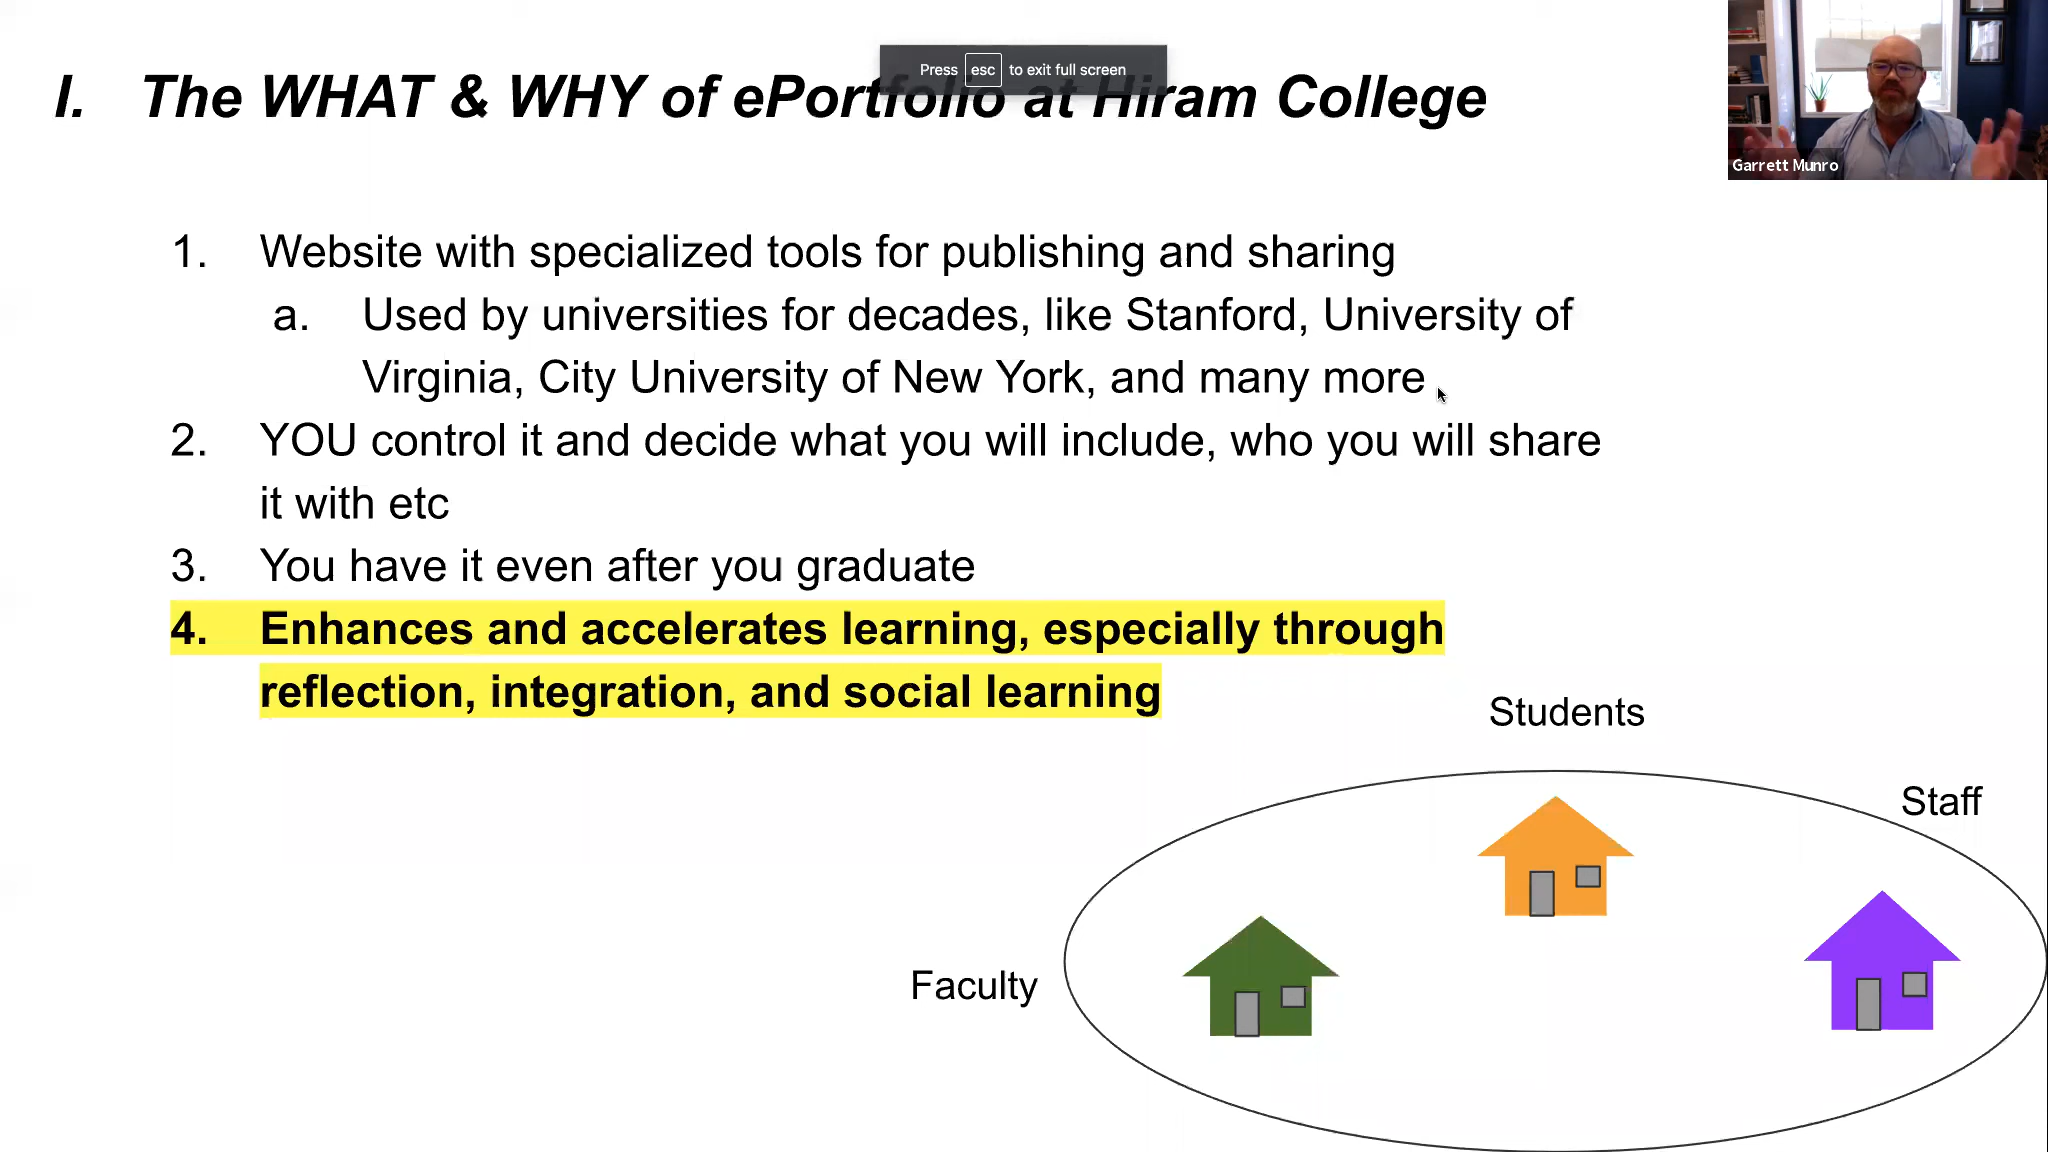 Press esc to exit full screen
I. The WHAT & WHY of ePortfolio at Hiram College
Garrett Munro
1. Website with specialized tools for publishing and sharing
a. Used by universities for decades, like Stanford, University of
Virginia, City University of New York, and many more
2. YOU control it and decide what you will include, who you will share
it with etc
3. You have it even after you graduate
4. Enhances and accelerates learning, especially through
reflection, integration, and social learning
Students
Staff
Faculty